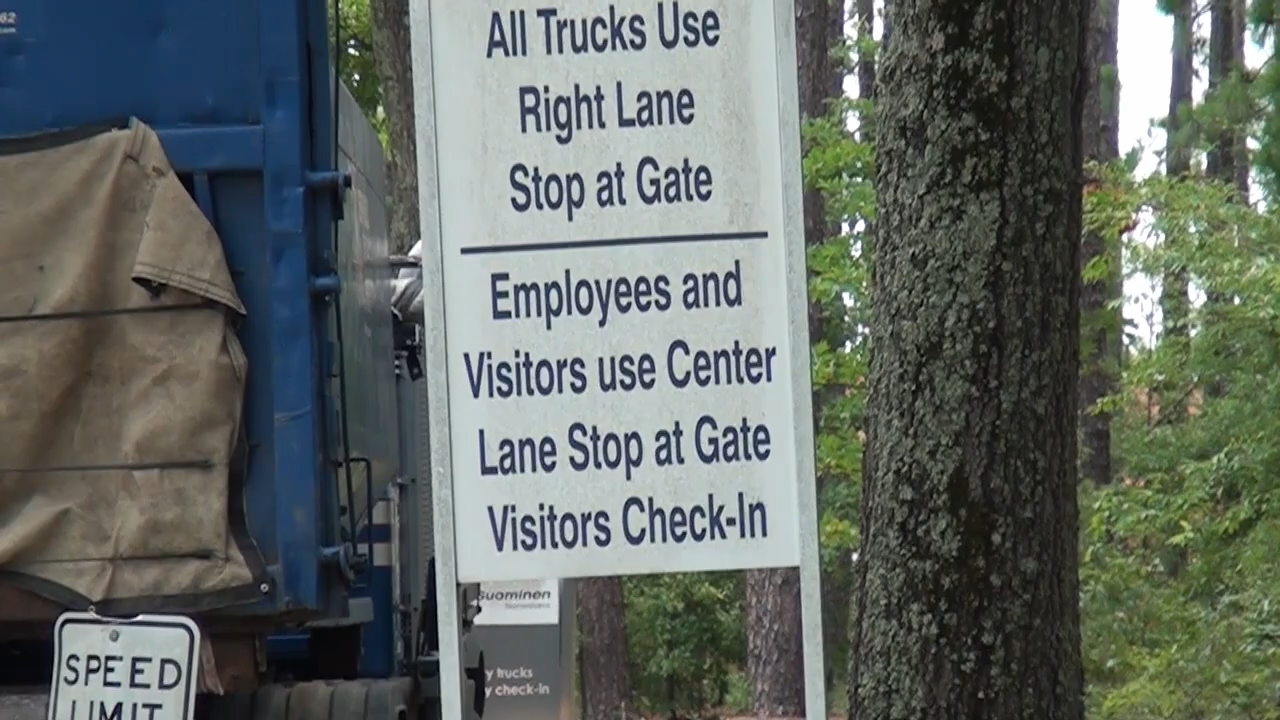 62
All Trucks Use
Right Lane
Stop at Gate
Employees and
Visitors use Center
Lane Stop at Gate
Visitors Check-In
Suominen
Nonwovens
trucks
check-in
SPEED
LIMIT